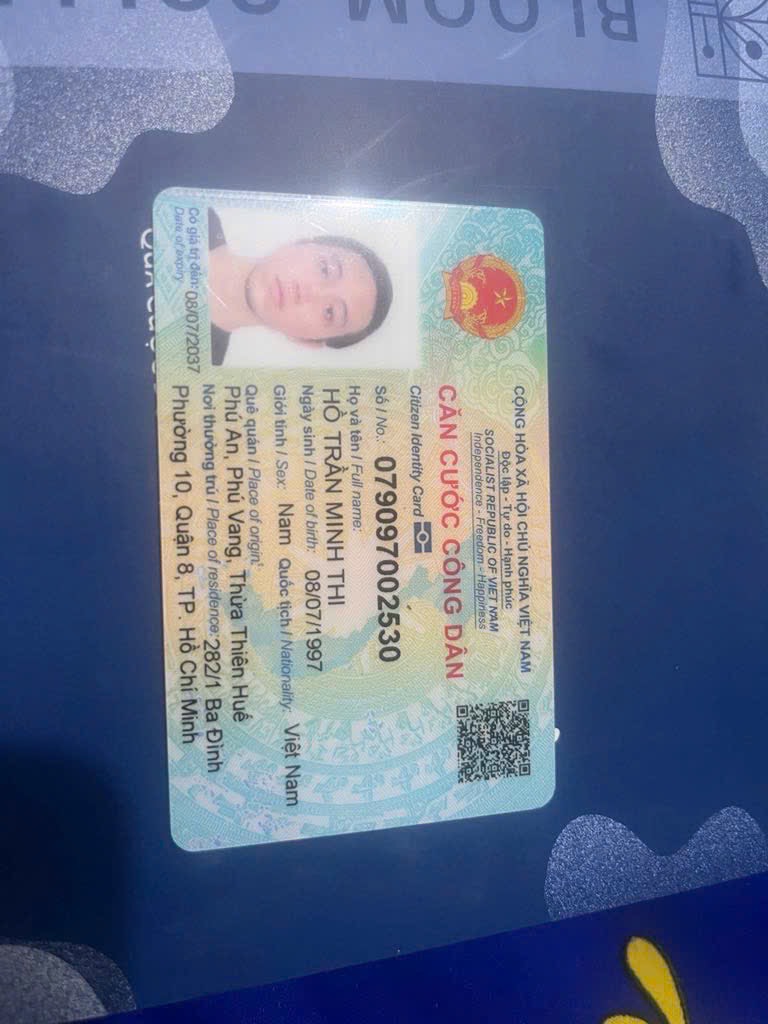 BLOOM
CỘNG HÒA XÃ HỘI CHỦ NGHĨA VIỆT NAM
Độc lập - Tự do - Hạnh phúc
SOCIALIST REPUBLIC OF VIET NAM
Independence - Freedom - Happiness
CĂN CƯỚC CÔNG DÂN
Citizen Identity Card
Số / No.: 079097002530
Họ và tên / Full name:
HỒ TRẦN MINH THI
Ngày sinh / Date of birth: 08/07/1997
Giới tính / Sex: Nam Quốc tịch / Nationality: Việt Nam
Quê quán / Place of origin:
Phú An, Phú Vang, Thừa Thiên Huế
Nơi thường trú / Place of residence: 282/1 Ba Đình
Phường 10, Quận 8, TP. Hồ Chí Minh
Có giá trị đến: 08/07/2037
Date of expiry